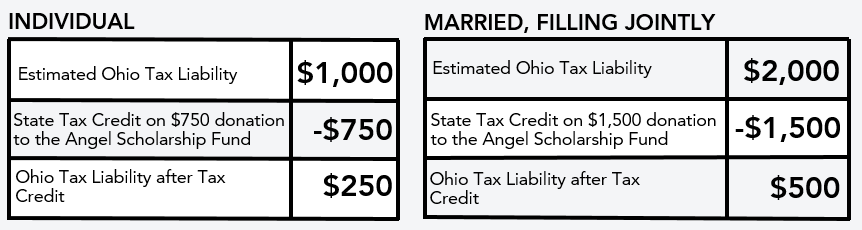 INDIVIDUAL
Estimated Ohio Tax Liability
$1,000
State Tax Credit on $750 donation
to the Angel Scholarship Fund
-$750
Ohio Tax Liability after Tax
Credit
$250
MARRIED, FILLING JOINTLY
Estimated Ohio Tax Liability
$2,000
State Tax Credit on $1,500 donation
to the Angel Scholarship Fund
-$1,500
Ohio Tax Liability after Tax
Credit
$500